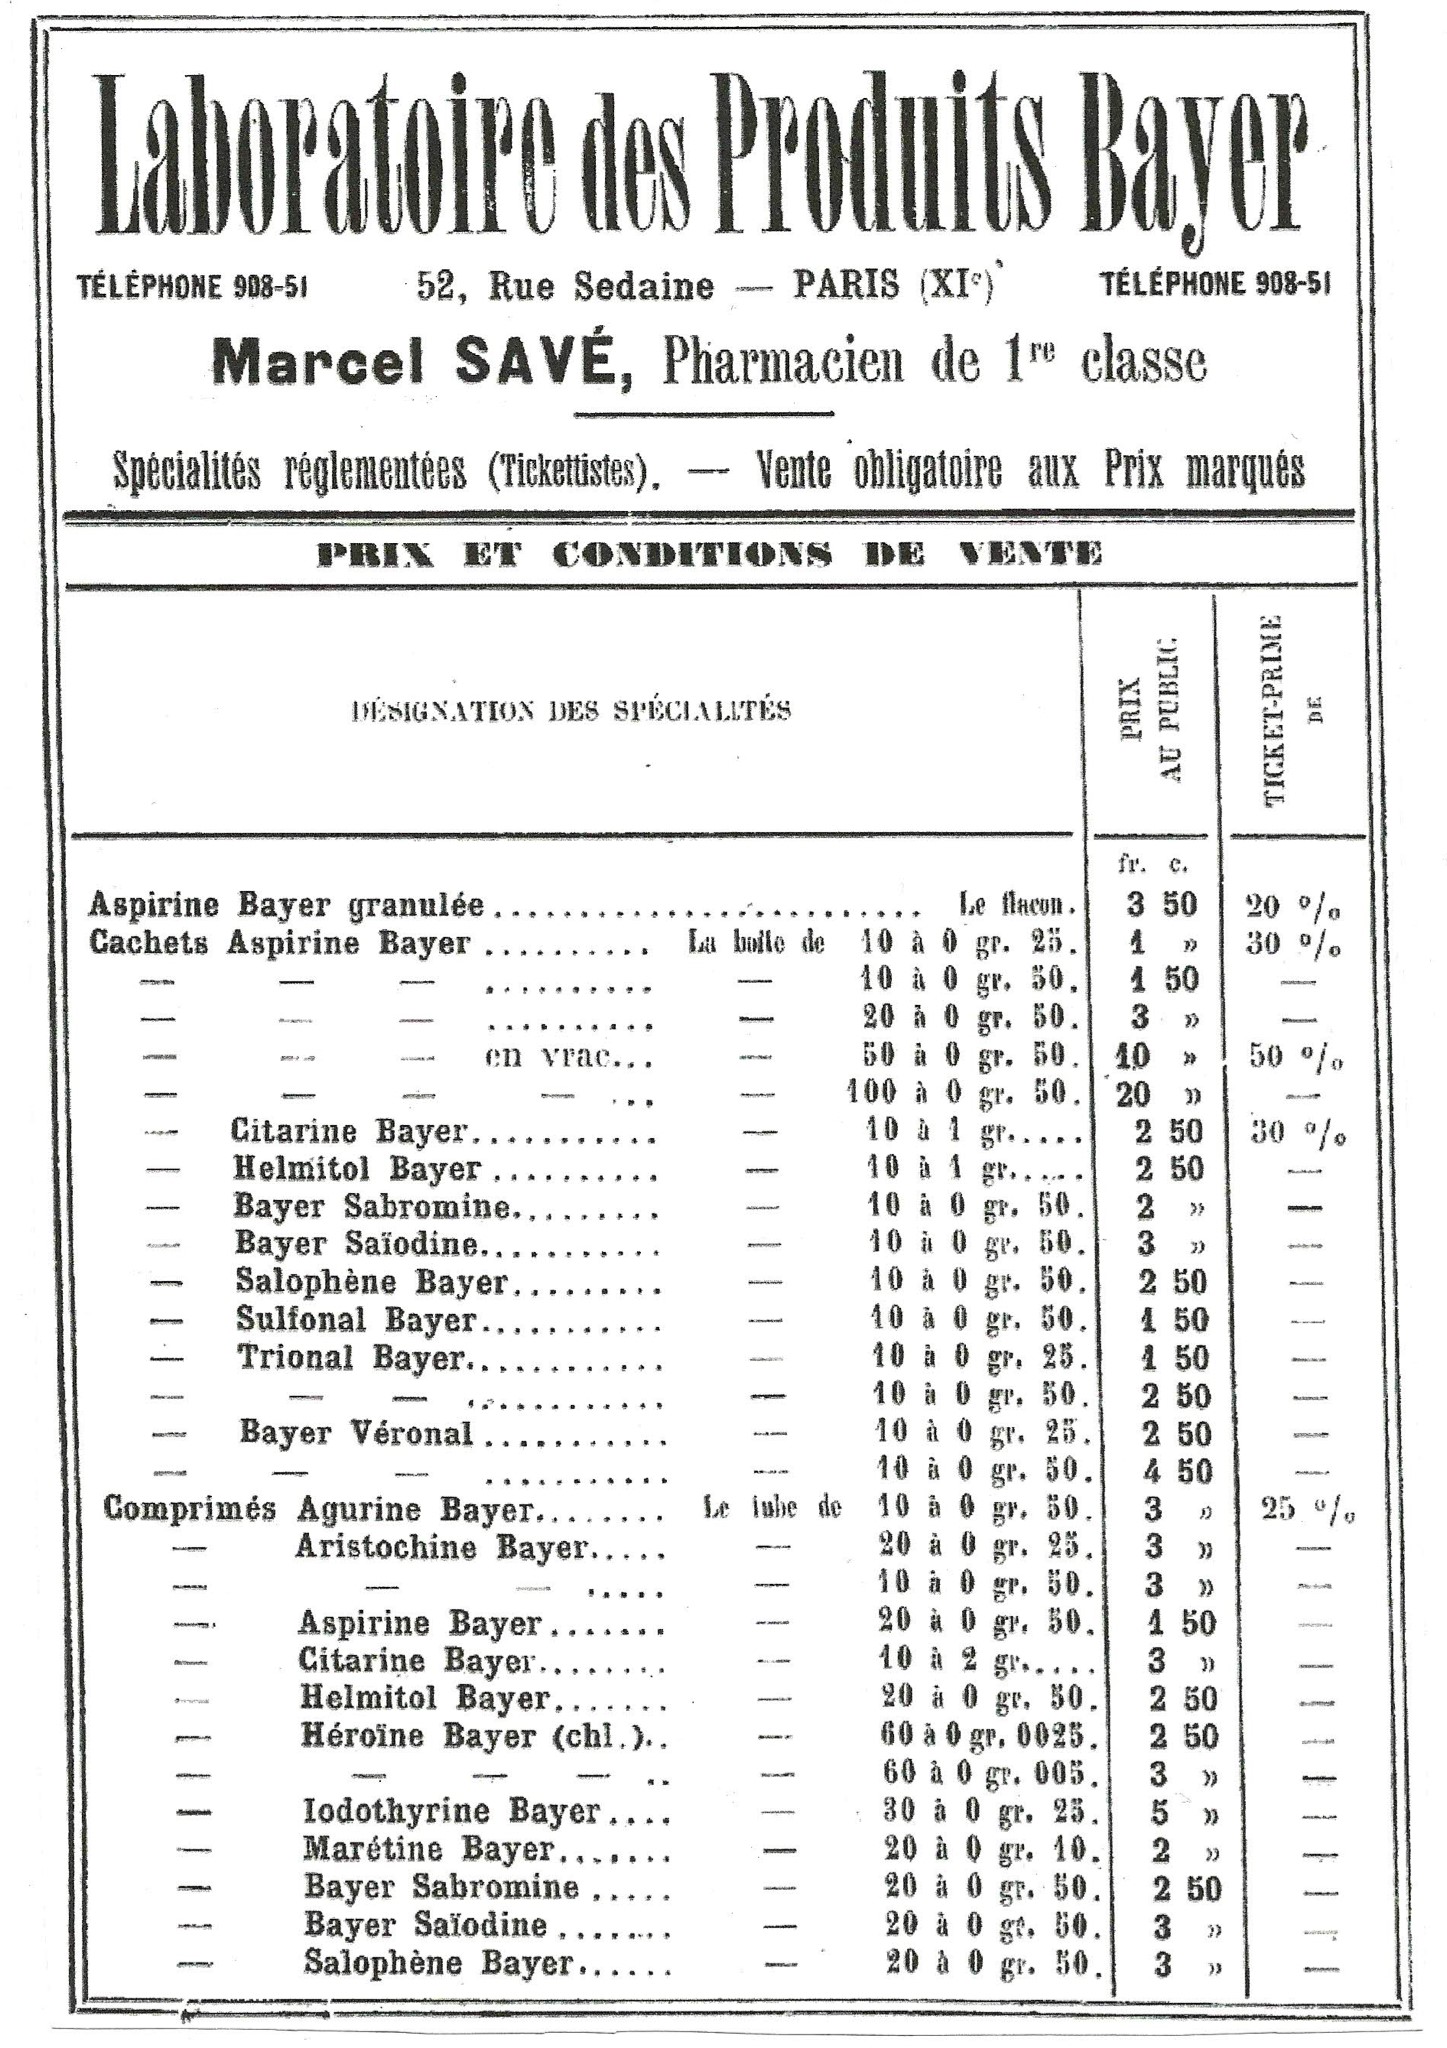 Laboratoire des Produits Bayer
TÉLÉPHONE 908-51 52, Rue Sedaine — PARIS (XIe) TÉLÉPHONE 908-51
Marcel SAVÉ, Pharmacien de 1re classe
Spécialités réglementées (Tickettistes). — Vente obligatoire aux Prix marqués
PRIX ET CONDITIONS DE VENTE
DÉSIGNATION DES SPÉCIALITÉS PRIX AU PUBLIC TICKET-PRIME DE
fr. c.
Aspirine Bayer granulée........................ Le flacon. 3 50 20 %
Cachets Aspirine Bayer .......... La boîte de 10 à 0 gr. 25. 1 » 30 %
— — — .......... — 10 à 0 gr. 50. 1 50 —
— — — .......... — 20 à 0 gr. 50. 3 » —
— — — en vrac... — 50 à 0 gr. 50. 10 » 50 %
— — — — ... — 100 à 0 gr. 50. 20 » —
— Citarine Bayer........... — 10 à 1 gr..... 2 50 30 %
— Helmitol Bayer .......... — 10 à 1 gr..... 2 50 —
— Bayer Sabromine......... — 10 à 0 gr. 50. 2 » —
— Bayer Saïodine........... — 10 à 0 gr. 50. 3 » —
— Salophène Bayer......... — 10 à 0 gr. 50. 2 50 —
— Sulfonal Bayer........... — 10 à 0 gr. 50. 1 50 —
— Trional Bayer............ — 10 à 0 gr. 25. 1 50 —
— — — ............ — 10 à 0 gr. 50. 2 50 —
— Bayer Véronal ........... — 10 à 0 gr. 25. 2 50 —
— — — ........... — 10 à 0 gr. 50. 4 50 —
Comprimés Agurine Bayer........ Le tube de 10 à 0 gr. 50. 3 » 25 %
— Aristochine Bayer..... — 20 à 0 gr. 25. 3 » —
— — — ..... — 10 à 0 gr. 50. 3 » —
— Aspirine Bayer....... — 20 à 0 gr. 50. 1 50 —
— Citarine Bayer........ — 10 à 2 gr..... 3 » —
— Helmitol Bayer....... — 20 à 0 gr. 50. 2 50 —
— Héroïne Bayer (chl.).. — 60 à 0 gr. 0025. 2 50 —
— — — — .. — 60 à 0 gr. 005. 3 » —
— Iodothyrine Bayer .... — 30 à 0 gr. 25. 5 » —
— Marétine Bayer....... — 20 à 0 gr. 10. 2 » —
— Bayer Sabromine ..... — 20 à 0 gr. 50. 2 50 —
— Bayer Saïodine ....... — 20 à 0 gr. 50. 3 » —
— Salophène Bayer...... — 20 à 0 gr. 50. 3 » —